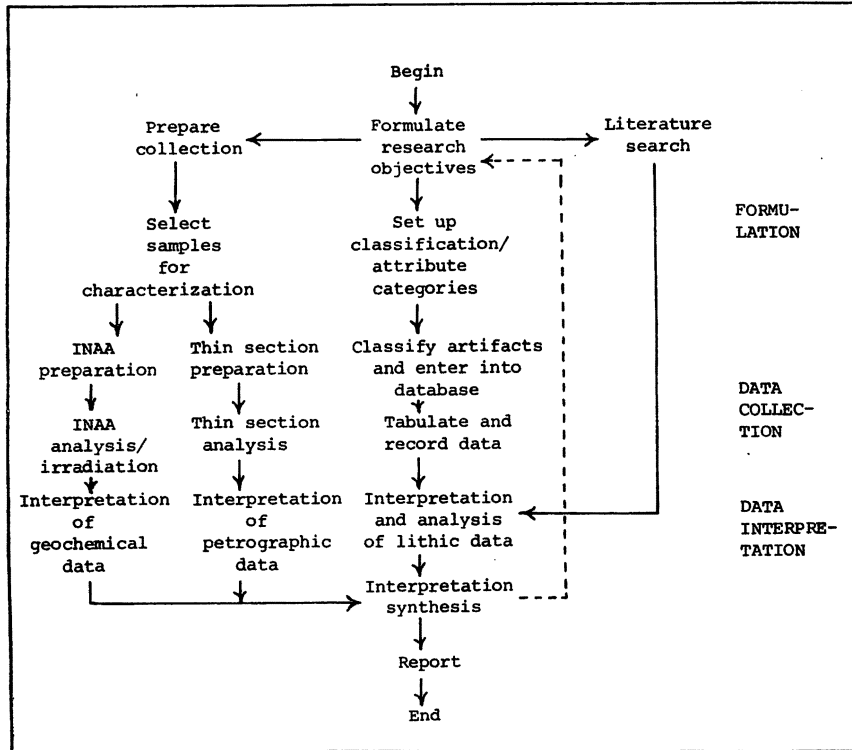 Begin
Prepare
collection
Formulate
research
objectives
Literature
search
Select
samples
for
characterization
Set up
classification/
attribute
categories
FORMU-
LATION
INAA
preparation
Thin section
preparation
Classify artifacts
and enter into
database
INAA
analysis/
irradiation
Thin section
analysis
Tabulate and
record data
DATA
COLLEC-
TION
Interpretation
of
geochemical
data
Interpretation
of
petrographic
data
Interpretation
and analysis
of lithic data
DATA
INTERPRE-
TATION
Interpretation
synthesis
Report
End